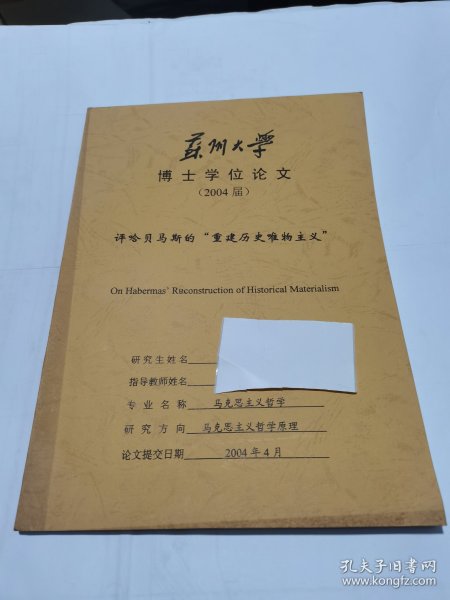 蘇州大學
博士学位论文
(2004届)
评哈贝马斯的“重建历史唯物主义”
On Habermas' Reconstruction of Historical Materialism
研究生姓名
指导教师姓名
专业名称 马克思主义哲学
研究方向 马克思主义哲学原理
论文提交日期 2004年4月
孔夫子旧书网
www.kongfz.com